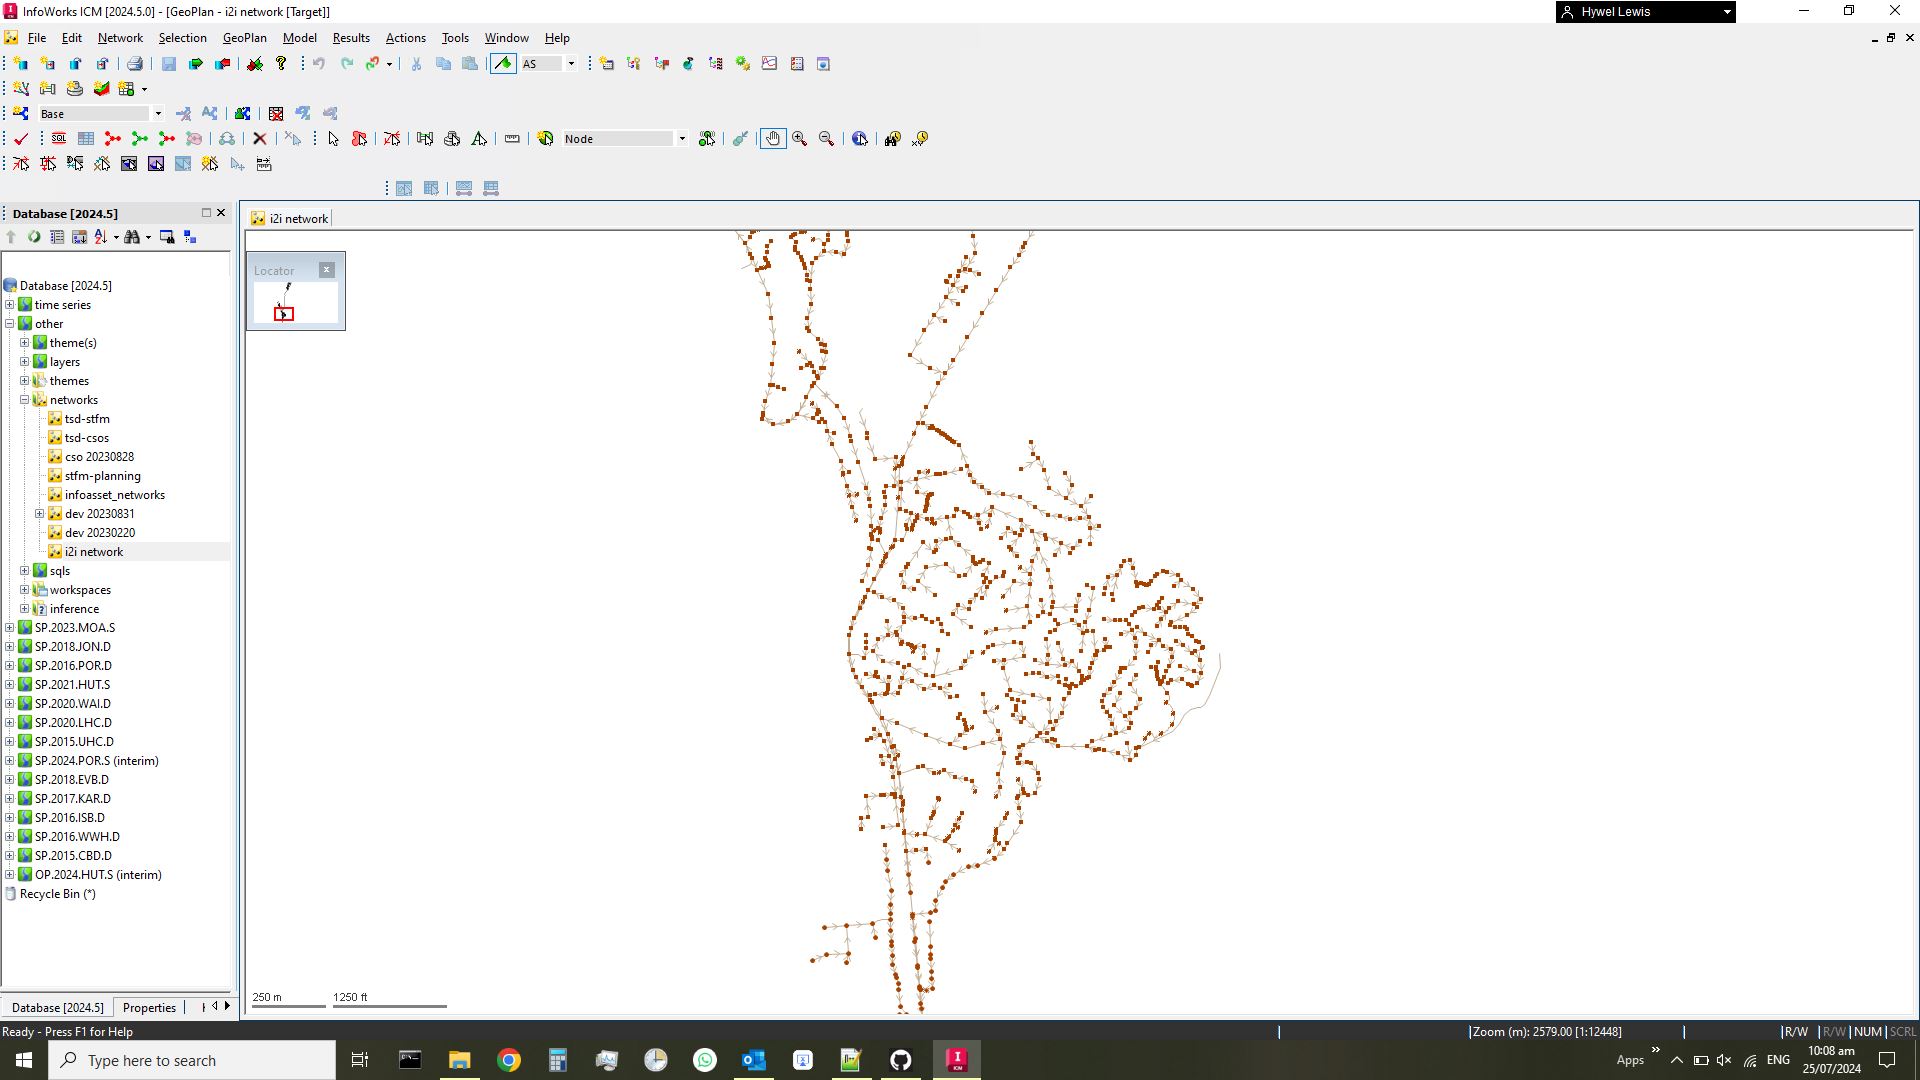 InfoWorks ICM [2024.5.0] - [GeoPlan - i2i network [Target]]
Hywel Lewis
File Edit Network Selection GeoPlan Model Results Actions Tools Window Help
AS
Base
SQL
Node
Database [2024.5]
i2i network
Locator
Database [2024.5]
time series
other
theme(s)
layers
themes
networks
tsd-stfm
tsd-csos
cso 20230828
stfm-planning
infoasset_networks
dev 20230831
dev 20230220
i2i network
sqls
workspaces
inference
SP.2023.MOA.S
SP.2018.JON.D
SP.2016.POR.D
SP.2021.HUT.S
SP.2020.WAI.D
SP.2020.LHC.D
SP.2015.UHC.D
SP.2024.POR.S (interim)
SP.2018.EVB.D
SP.2017.KAR.D
SP.2016.ISB.D
SP.2016.WWH.D
SP.2015.CBD.D
OP.2024.HUT.S (interim)
Recycle Bin (*)
250 m 1250 ft
Database [2024.5] Properties
Ready - Press F1 for Help
Zoom (m): 2579.00 [1:12448]
R/W R/W NUM SCRL
Type here to search
Apps
ENG
10:08 am
25/07/2024